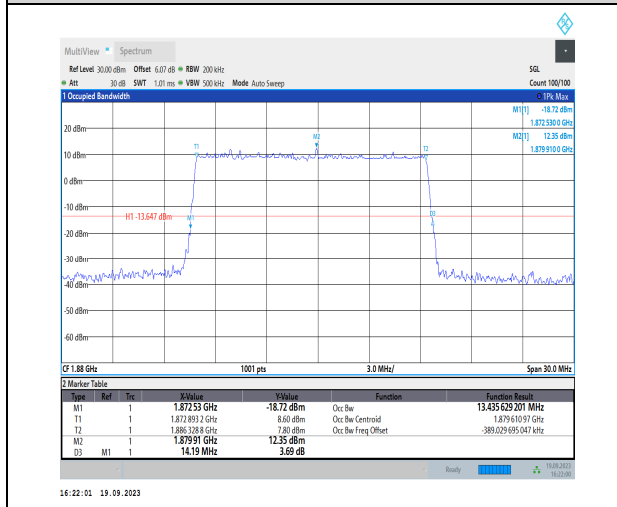 MultiView Spectrum
Ref Level 30.00 dBm Offset 6.07 dB RBW 200 kHz SGL
Att 30 dB SWT 1.01 ms VBW 500 kHz Mode Auto Sweep Count 100/100
1 Occupied Bandwidth 1Pk Max
M1[1] -18.72 dBm
1.872 530 0 GHz
M2[1] 12.35 dBm
1.879 910 0 GHz
20 dBm
M2
T1 T2
10 dBm
0 dBm
-10 dBm
H1 -13.647 dBm M1 D3
-20 dBm
-30 dBm
-40 dBm
-50 dBm
-60 dBm
CF 1.88 GHz 1001 pts 3.0 MHz/ Span 30.0 MHz
2 Marker Table
Type Ref Trc X-Value Y-Value Function Function Result
M1 1 1.872 53 GHz -18.72 dBm Occ Bw 13.435 629 201 MHz
T1 1 1.872 893 2 GHz 8.60 dBm Occ Bw Centroid 1.879 610 97 GHz
T2 1 1.886 328 8 GHz 7.80 dBm Occ Bw Freq Offset -389.029 695 047 kHz
M2 1 1.879 91 GHz 12.35 dBm
D3 M1 1 14.19 MHz 3.69 dB
Ready 19.09.2023
16:22:00
16:22:01 19.09.2023